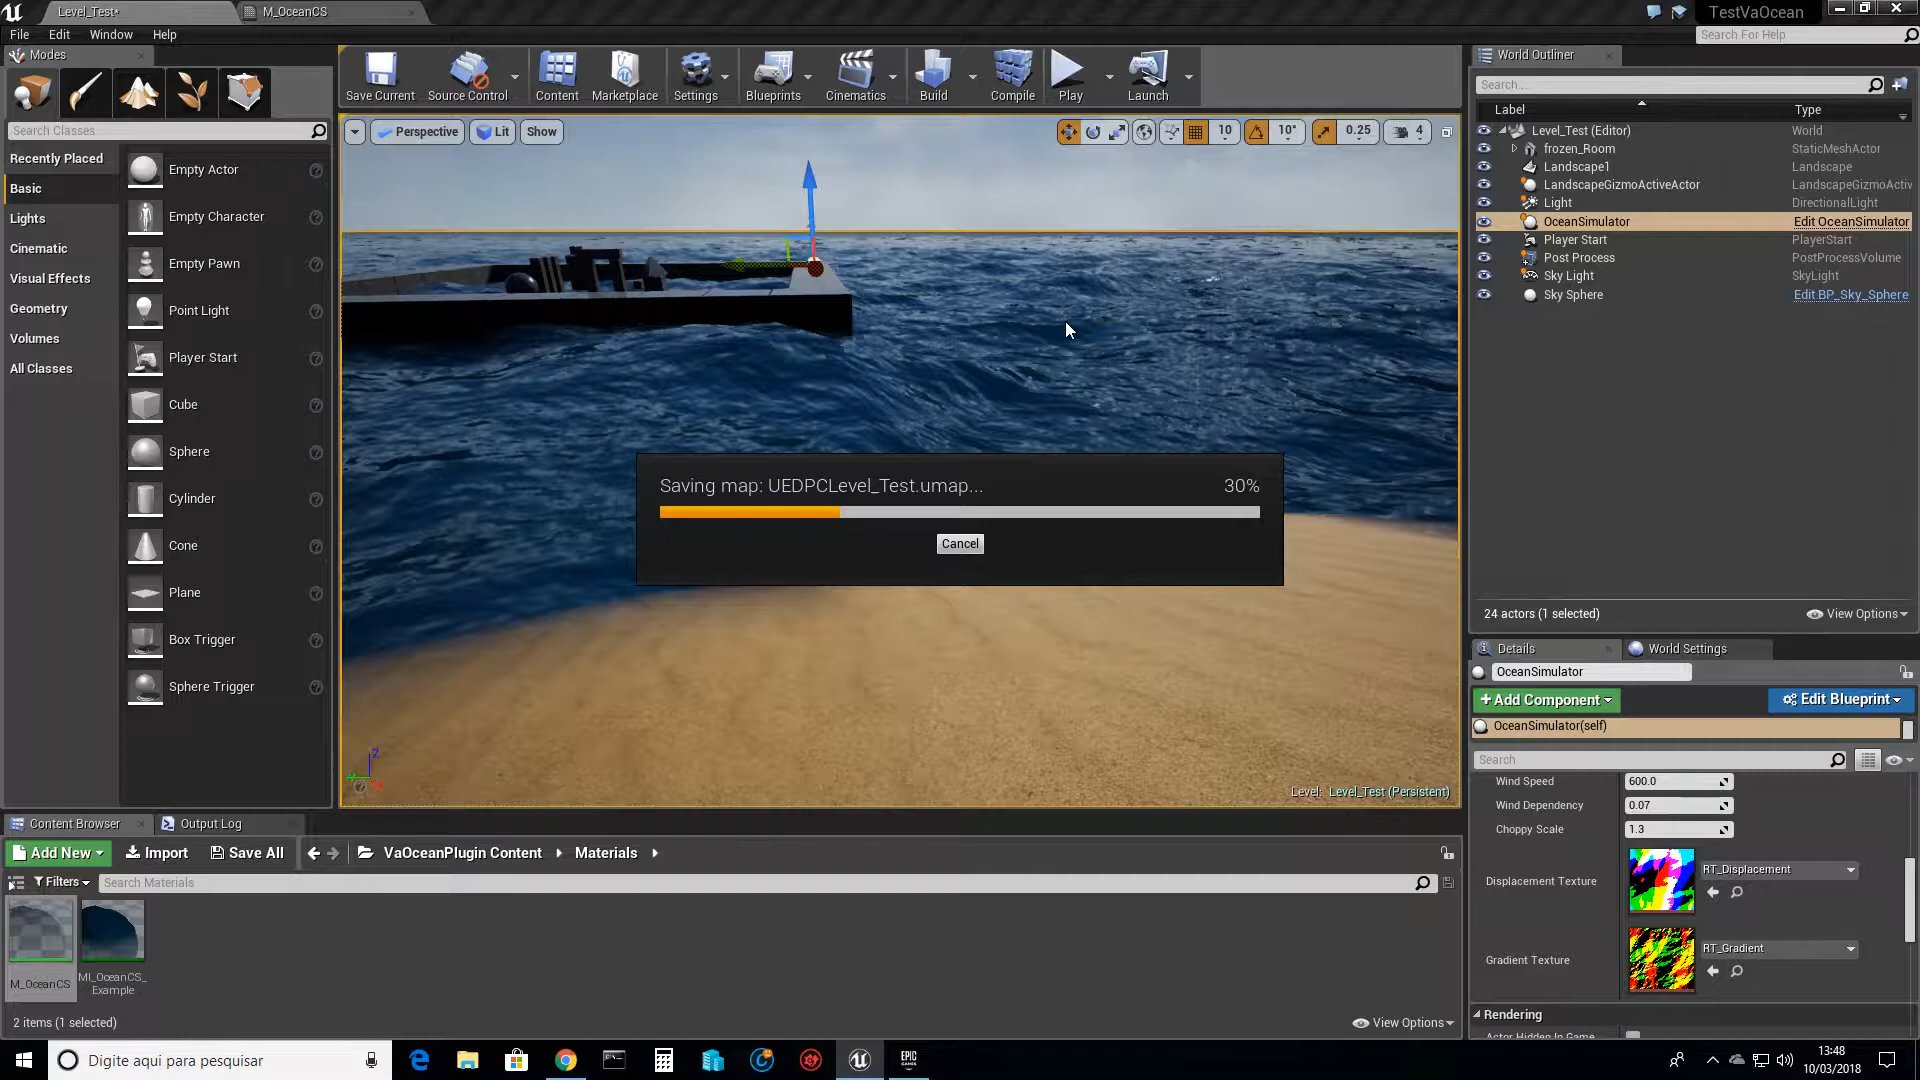 Level_Test*
M_OceanCS
TestVaOcean
File Edit Window Help
Search For Help
Modes
Search Classes
Recently Placed
Basic
Lights
Cinematic
Visual Effects
Geometry
Volumes
All Classes
Empty Actor
Empty Character
Empty Pawn
Point Light
Player Start
Cube
Sphere
Cylinder
Cone
Plane
Box Trigger
Sphere Trigger
Save Current
Source Control
Content
Marketplace
Settings
Blueprints
Cinematics
Build
Compile
Play
Launch
Perspective Lit Show
10 10° 0.25 4
Saving map: UEDPCLevel_Test.umap... 30%
Cancel
Z
Y
X
Level: Level_Test (Persistent)
World Outliner
Search...
Label Type
Level_Test (Editor) World
frozen_Room StaticMeshActor
Landscape1 Landscape
LandscapeGizmoActiveActor LandscapeGizmoActiv
Light DirectionalLight
OceanSimulator Edit OceanSimulator
Player Start PlayerStart
Post Process PostProcessVolume
Sky Light SkyLight
Sky Sphere Edit BP_Sky_Sphere
24 actors (1 selected) View Options
Details World Settings
OceanSimulator
+Add Component Edit Blueprint
OceanSimulator(self)
Search
Wind Speed 600.0
Wind Dependency 0.07
Choppy Scale 1.3
Displacement Texture RT_Displacement
Gradient Texture RT_Gradient
Rendering
Actor Hidden In Game
Content Browser Output Log
Add New Import Save All VaOceanPlugin Content Materials
Filters Search Materials
M_OceanCS
MI_OceanCS_
Example
2 items (1 selected) View Options
Digite aqui para pesquisar
EPIC
GAMES
13:48
10/03/2018